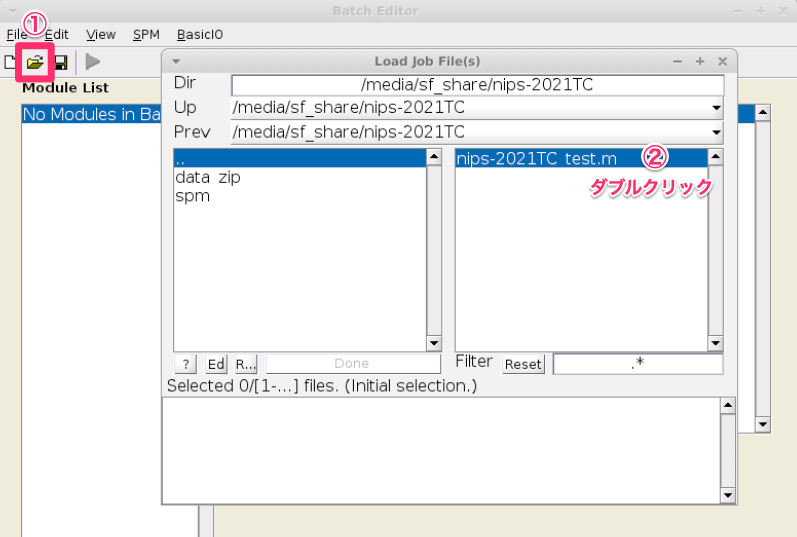 Batch Editor
①
File Edit View SPM BasicIO
Module List
No Modules in Ba
Load Job File(s)
Dir /media/sf_share/nips-2021TC
Up /media/sf_share/nips-2021TC
Prev /media/sf_share/nips-2021TC
..
data_zip
spm
nips-2021TC_test.m ②
ダブルクリック
? Ed R... Done Filter Reset .*
Selected 0/[1-...] files. (Initial selection.)